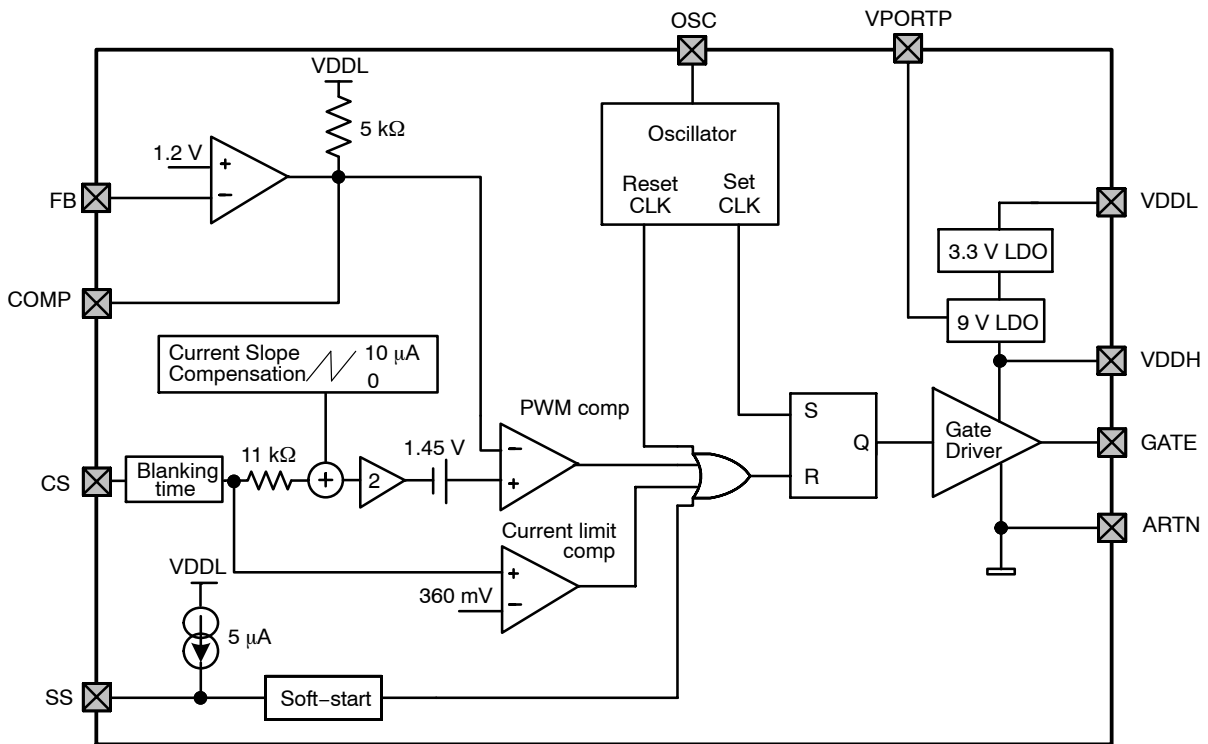 OSC
VPORTP
VDDL
5 kΩ
1.2 V
+
−
FB
COMP
Oscillator
Reset
CLK
Set
CLK
VDDL
3.3 V LDO
9 V LDO
VDDH
Current Slope
Compensation
10 μA
0
PWM comp
−
+
S
Q
R
Gate
Driver
GATE
CS
Blanking
time
11 kΩ
+
2
1.45 V
Current limit
comp
+
−
360 mV
ARTN
VDDL
5 μA
SS
Soft−start